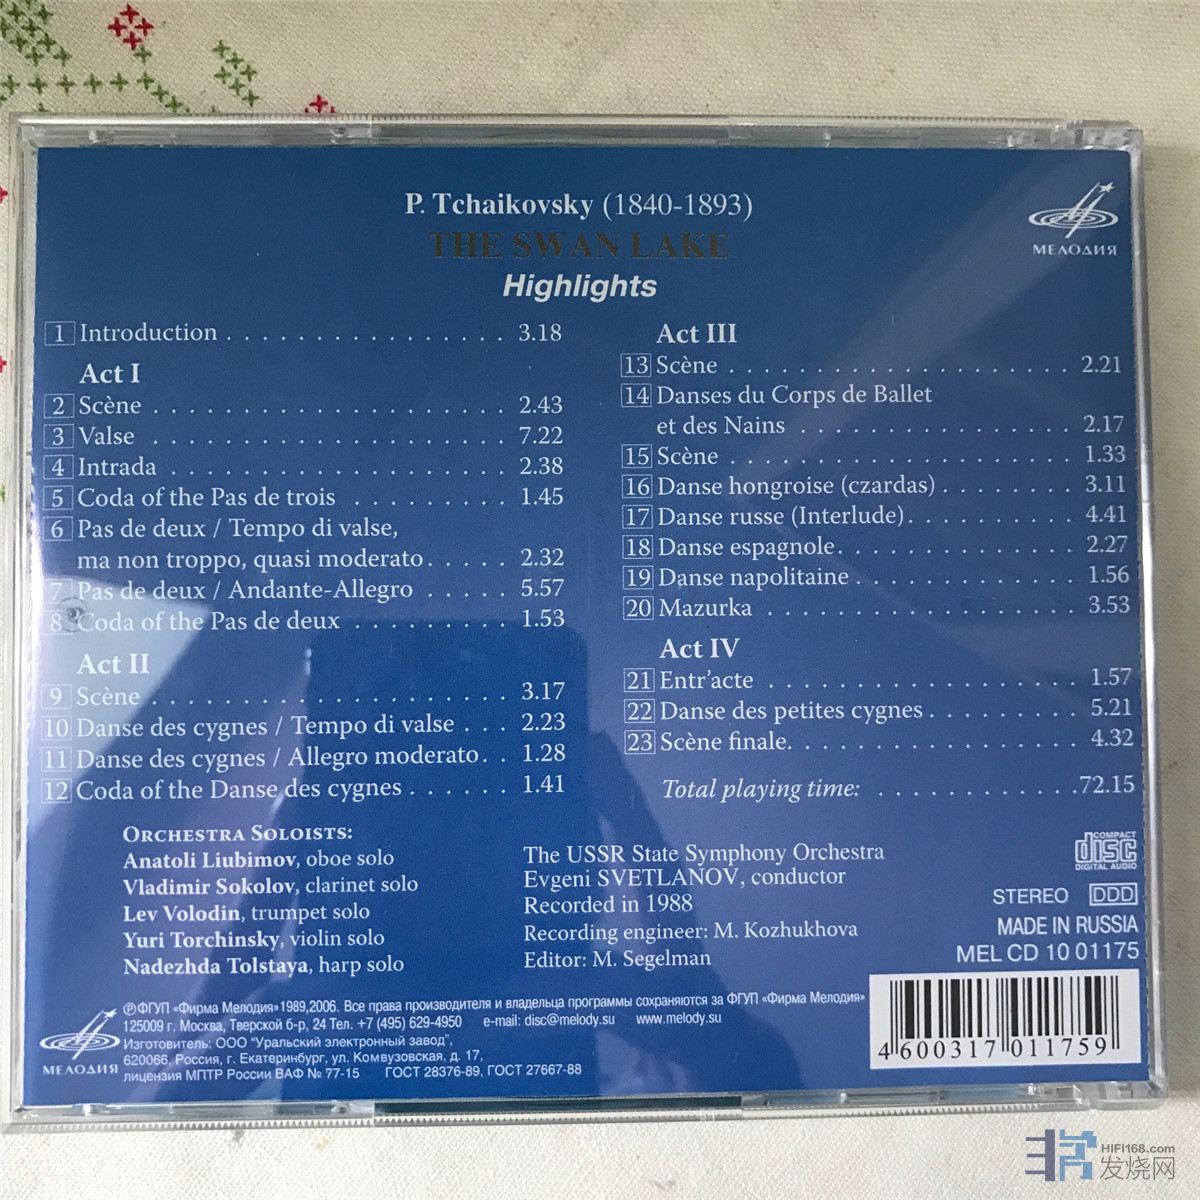 P. Tchaikovsky (1840-1893)
THE SWAN LAKE
Highlights
МЕЛОДИЯ
1 Introduction . . . . . . . . . . . . . . . . 3.18
Act I
2 Scène . . . . . . . . . . . . . . . . . . . . 2.43
3 Valse . . . . . . . . . . . . . . . . . . . . 7.22
4 Intrada . . . . . . . . . . . . . . . . . . . 2.38
5 Coda of the Pas de trois . . . . . . . . . 1.45
6 Pas de deux / Tempo di valse,
ma non troppo, quasi moderato. . . . . 2.32
7 Pas de deux / Andante-Allegro . . . . . 5.57
8 Coda of the Pas de deux . . . . . . . . . 1.53
Act II
9 Scène . . . . . . . . . . . . . . . . . . . . 3.17
10 Danse des cygnes / Tempo di valse . . . 2.23
11 Danse des cygnes / Allegro moderato. . 1.28
12 Coda of the Danse des cygnes . . . . . . 1.41
Act III
13 Scène . . . . . . . . . . . . . . . . . . . . 2.21
14 Danses du Corps de Ballet
et des Nains . . . . . . . . . . . . . . . . 2.17
15 Scène . . . . . . . . . . . . . . . . . . . . 1.33
16 Danse hongroise (czardas) . . . . . . . . 3.11
17 Danse russe (Interlude). . . . . . . . . . 4.41
18 Danse espagnole. . . . . . . . . . . . . . 2.27
19 Danse napolitaine . . . . . . . . . . . . . 1.56
20 Mazurka . . . . . . . . . . . . . . . . . . 3.53
Act IV
21 Entr'acte . . . . . . . . . . . . . . . . . . 1.57
22 Danse des petites cygnes . . . . . . . . . 5.21
23 Scène finale. . . . . . . . . . . . . . . . . 4.32
Total playing time: . . . . . . . . . . . .72.15
ORCHESTRA SOLOISTS:
Anatoli Liubimov, oboe solo
Vladimir Sokolov, clarinet solo
Lev Volodin, trumpet solo
Yuri Torchinsky, violin solo
Nadezhda Tolstaya, harp solo
The USSR State Symphony Orchestra
Evgeni SVETLANOV, conductor
Recorded in 1988
Recording engineer: M. Kozhukhova
Editor: M. Segelman
COMPACT
disc
DIGITAL AUDIO
STEREO DDD
MADE IN RUSSIA
MEL CD 10 01175
4 600317 011759
МЕЛОДИЯ
℗ФГУП «Фирма Мелодия»1989,2006. Все права производителя и владельца программы сохраняются за ФГУП «Фирма Мелодия»
125009 г. Москва, Тверской б-р, 24 Тел. +7 (495) 629-4950 e-mail: disc@melody.su www.melody.su
Изготовитель: ООО "Уральский электронный завод",
620066, Россия, г. Екатеринбург, ул. Комвузовская, д. 17,
лицензия МПТР России ВАФ № 77-15 ГОСТ 28376-89, ГОСТ 27667-88
HIFI168.com
发烧网